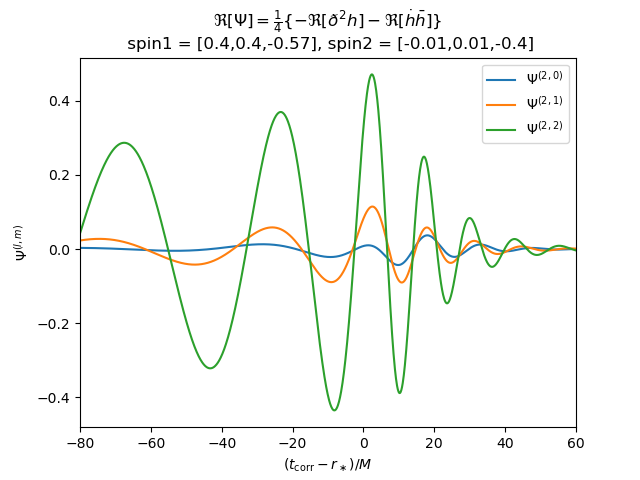 ℜ[Ψ] = 1/4 {−ℜ[ð²h] − ℜ[ḣh̄]}
spin1 = [0.4,0.4,-0.57], spin2 = [-0.01,0.01,-0.4]
Ψ^(2,0)
Ψ^(2,1)
Ψ^(2,2)
Ψ^(l,m)
0.4
0.2
0.0
−0.2
−0.4
−80 −60 −40 −20 0 20 40 60
(t_corr − r_*)/M